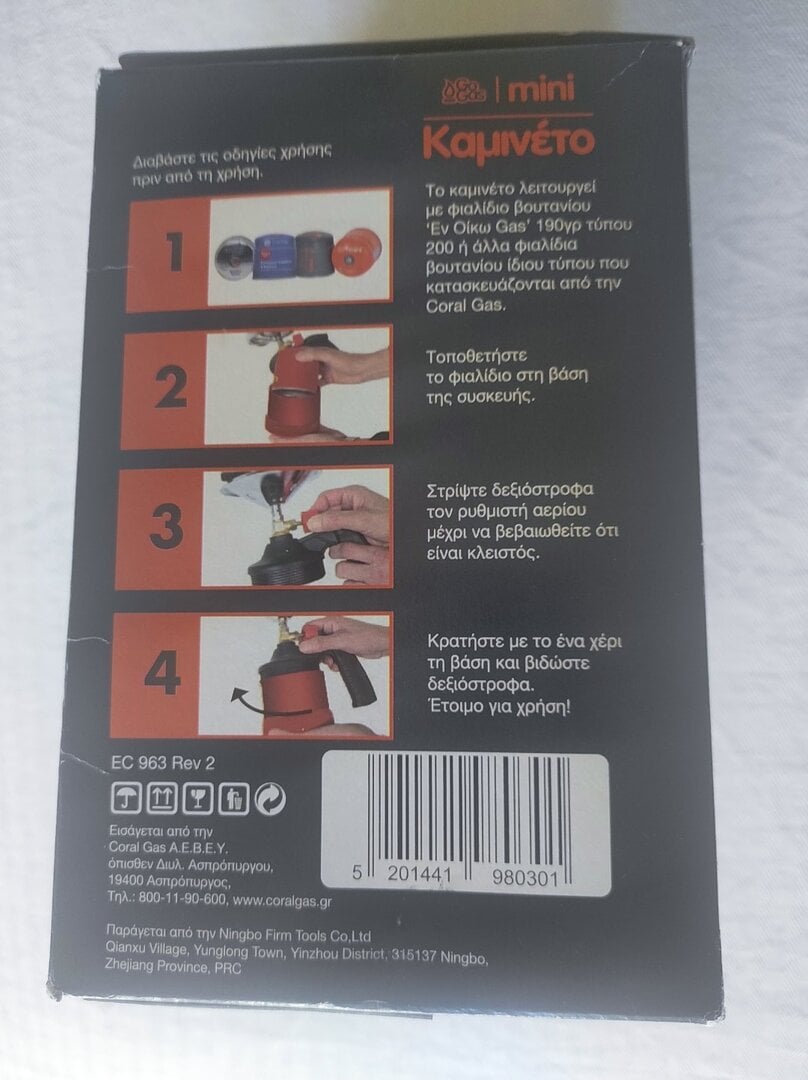 Go Gas | mini
Καμινέτο
Διαβάστε τις οδηγίες χρήσης
πριν από τη χρήση.
1
Το καμινέτο λειτουργεί
με φιαλίδιο βουτανίου
‘Εν Οίκω Gas’ 190γρ τύπου
200 ή άλλα φιαλίδια
βουτανίου ίδιου τύπου που
κατασκευάζονται από την
Coral Gas.
2
Τοποθετήστε
το φιαλίδιο στη βάση
της συσκευής.
3
Στρίψτε δεξιόστροφα
τον ρυθμιστή αερίου
μέχρι να βεβαιωθείτε ότι
είναι κλειστός.
4
Κρατήστε με το ένα χέρι
τη βάση και βιδώστε
δεξιόστροφα.
Έτοιμο για χρήση!
EC 963 Rev 2
Εισάγεται από την
Coral Gas Α.Ε.Β.Ε.Υ.
όπισθεν Διυλ. Ασπρόπυργου,
19400 Ασπρόπυργος,
Τηλ.: 800-11-90-600, www.coralgas.gr
5 201441 980301
Παράγεται από την Ningbo Firm Tools Co,Ltd
Qianxu Village, Yunglong Town, Yinzhou District, 315137 Ningbo,
Zhejiang Province, PRC